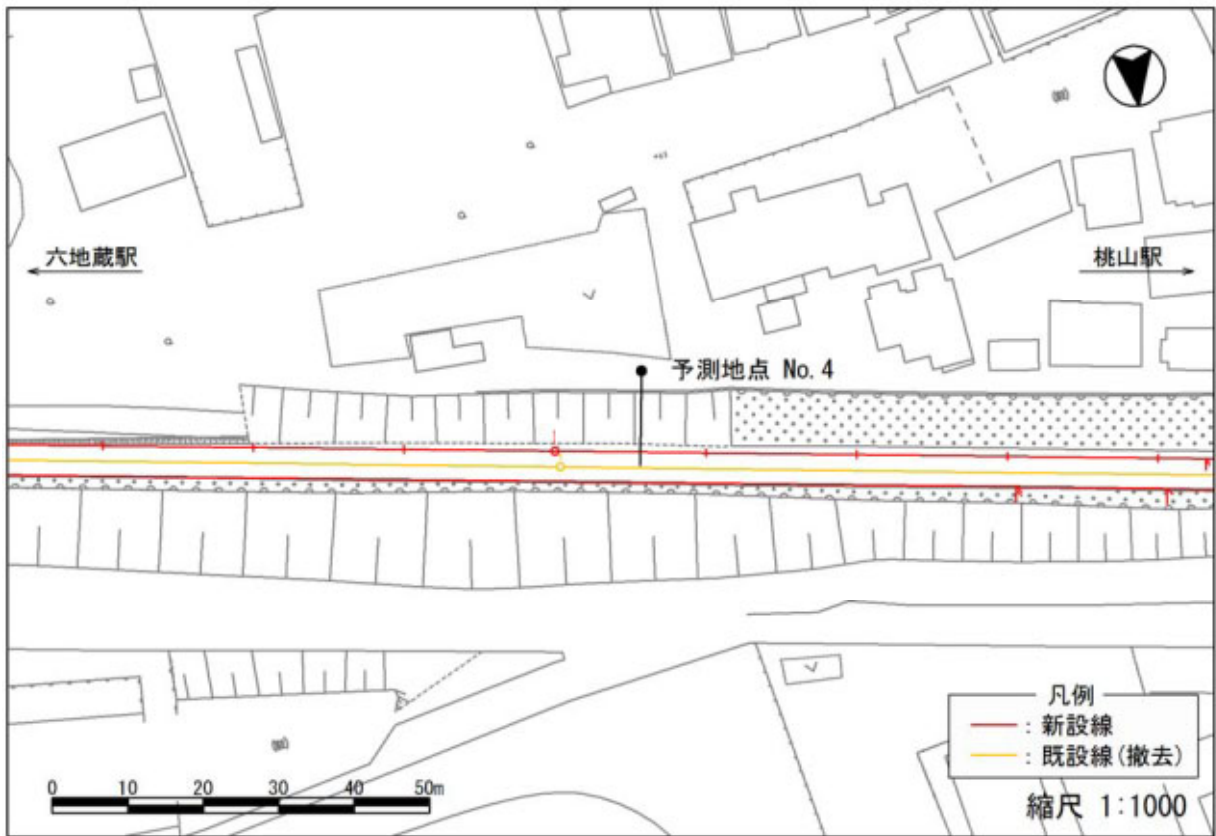 六地蔵駅
桃山駅
予測地点 No.4
凡例
: 新設線
: 既設線(撤去)
0 10 20 30 40 50m
縮尺 1:1000